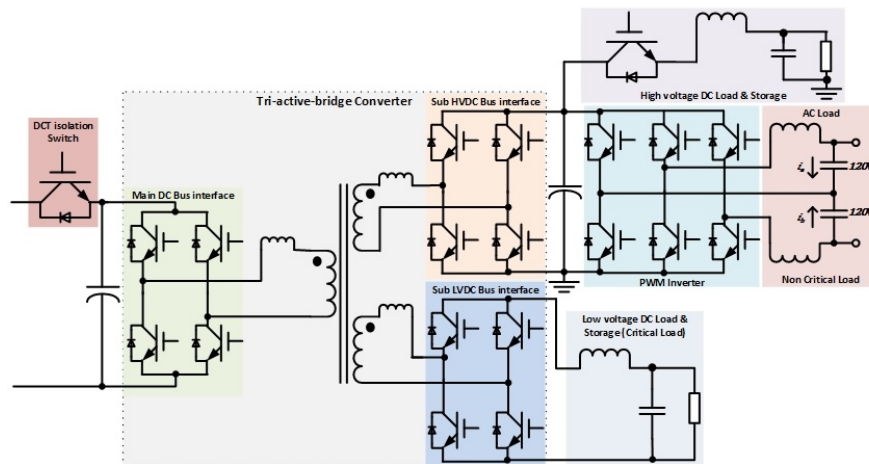 High voltage DC Load & Storage
Tri-active-bridge Converter
Sub HVDC Bus interface
AC Load
DCT isolation
Switch
120V
Main DC Bus interface
120V
PWM Inverter
Non Critical Load
Sub LVDC Bus interface
Low voltage DC Load &
Storage (Critical Load)